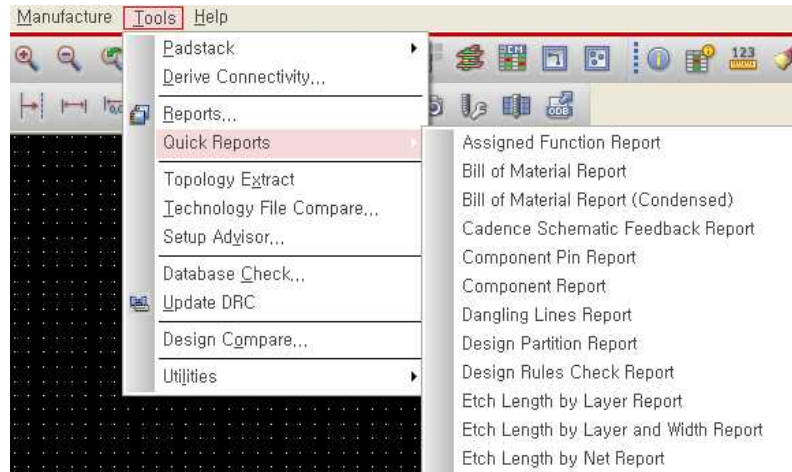 Manufacture Tools Help
Padstack
Derive Connectivity...
Reports...
Quick Reports
Topology Extract
Technology File Compare...
Setup Advisor...
Database Check...
Update DRC
Design Compare...
Utilities
CM
123
ODB
Assigned Function Report
Bill of Material Report
Bill of Material Report (Condensed)
Cadence Schematic Feedback Report
Component Pin Report
Component Report
Dangling Lines Report
Design Partition Report
Design Rules Check Report
Etch Length by Layer Report
Etch Length by Layer and Width Report
Etch Length by Net Report